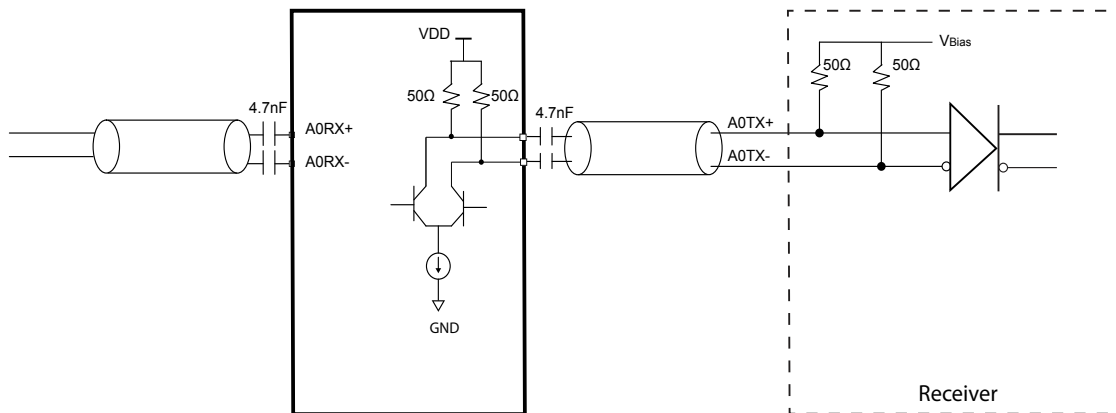 VDD
VBias
50Ω
50Ω
50Ω
50Ω
4.7nF
4.7nF
A0RX+
A0TX+
A0RX-
A0TX-
GND
Receiver